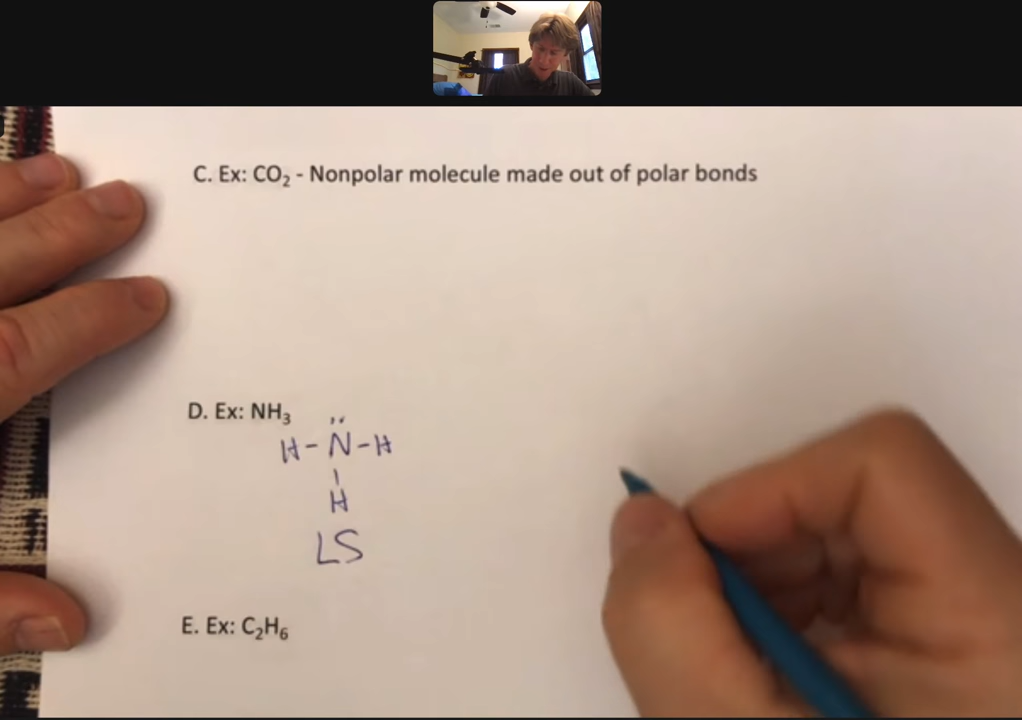 C. Ex: CO₂ - Nonpolar molecule made out of polar bonds
D. Ex: NH₃
H - N̈ - H
|
H
LS
E. Ex: C₂H₆